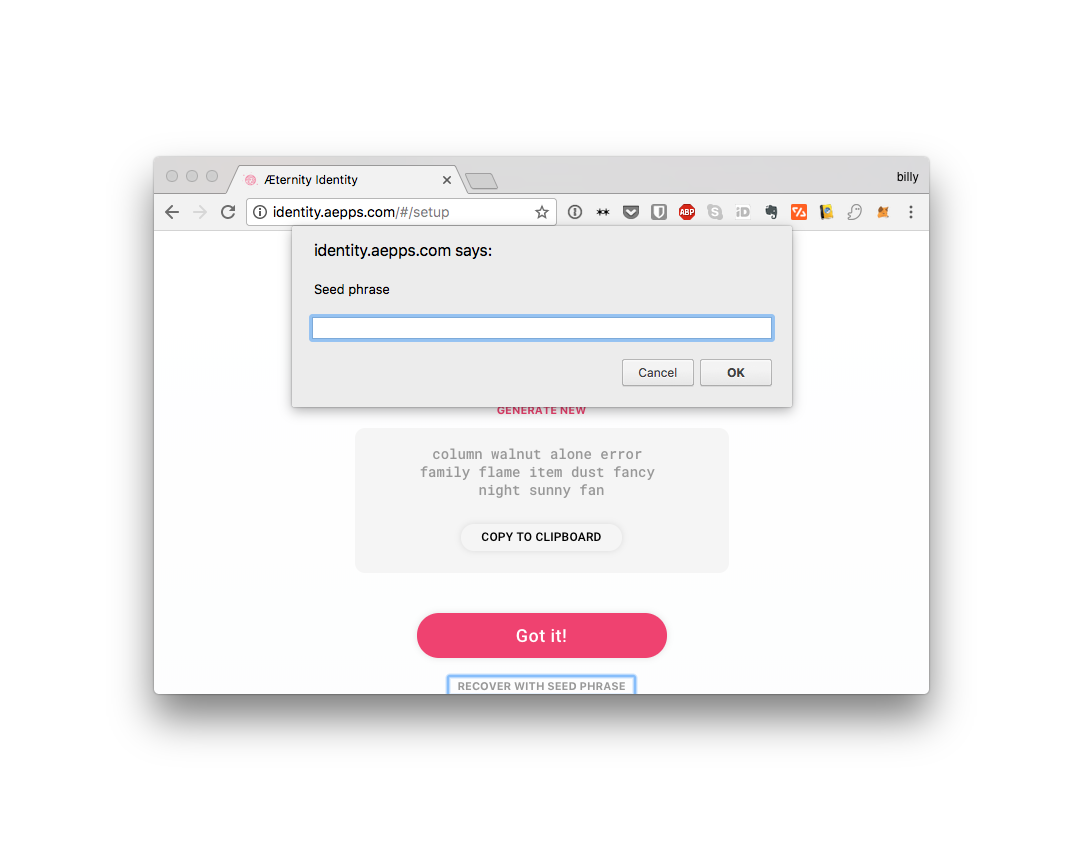 Æternity Identity
billy
identity.aepps.com/#/setup
ABP
S
iD
identity.aepps.com says:
Seed phrase
Cancel
OK
GENERATE NEW
column walnut alone error
family flame item dust fancy
night sunny fan
COPY TO CLIPBOARD
Got it!
RECOVER WITH SEED PHRASE